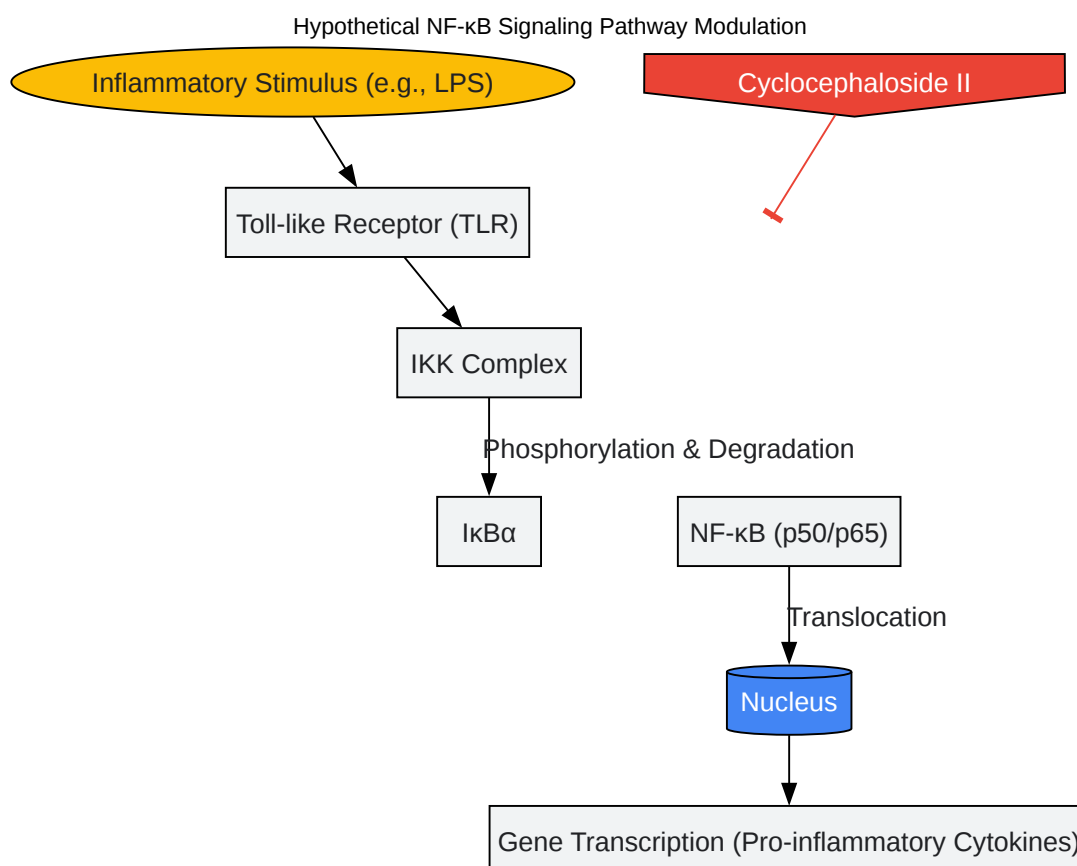 Hypothetical NF-κB Signaling Pathway Modulation
Inflammatory Stimulus (e.g., LPS)
Cyclocephaloside II
Toll-like Receptor (TLR)
IKK Complex
Phosphorylation & Degradation
IκBα
NF-κB (p50/p65)
Translocation
Nucleus
Gene Transcription (Pro-inflammatory Cytokines)